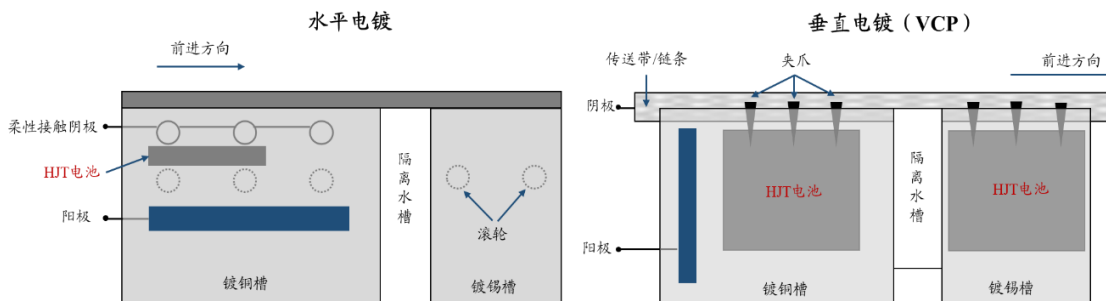 水平电镀
前进方向
柔性接触阴极
HJT电池
阳极
隔离水槽
滚轮
镀铜槽
镀锡槽
垂直电镀（VCP）
传送带/链条
夹爪
前进方向
阴极
HJT电池
隔离水槽
HJT电池
阳极
镀铜槽
镀锡槽